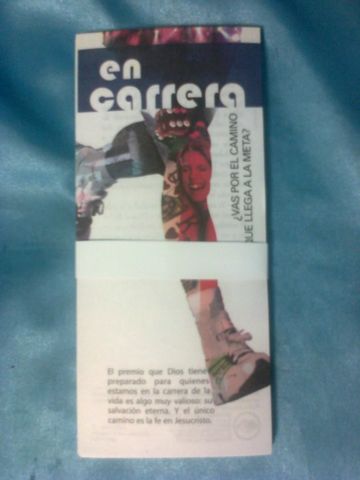 en
carrera
¿VAS POR EL CAMINO
QUE LLEGA A LA META?
El premio que Dios tiene
preparado para quienes
estamos en la carrera de la
vida es algo muy valioso: su
salvación eterna. Y el único
camino es la fe en Jesucristo.